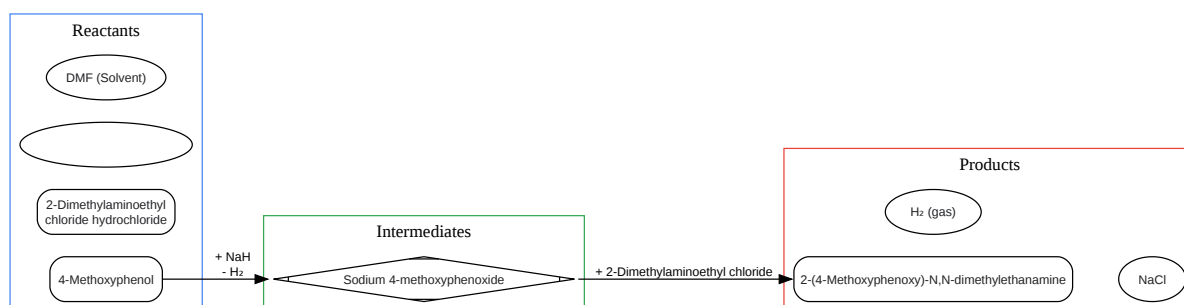 Reactants
DMF (Solvent)
2-Dimethylaminoethyl
chloride hydrochloride
4-Methoxyphenol
+ NaH
- H₂
Intermediates
Sodium 4-methoxyphenoxide
+ 2-Dimethylaminoethyl chloride
Products
H₂ (gas)
2-(4-Methoxyphenoxy)-N,N-dimethylethanamine
NaCl